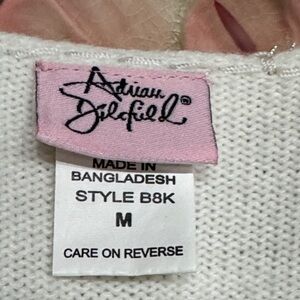 Adrian
Delafield®
MADE IN
BANGLADESH
STYLE B8K
M
CARE ON REVERSE